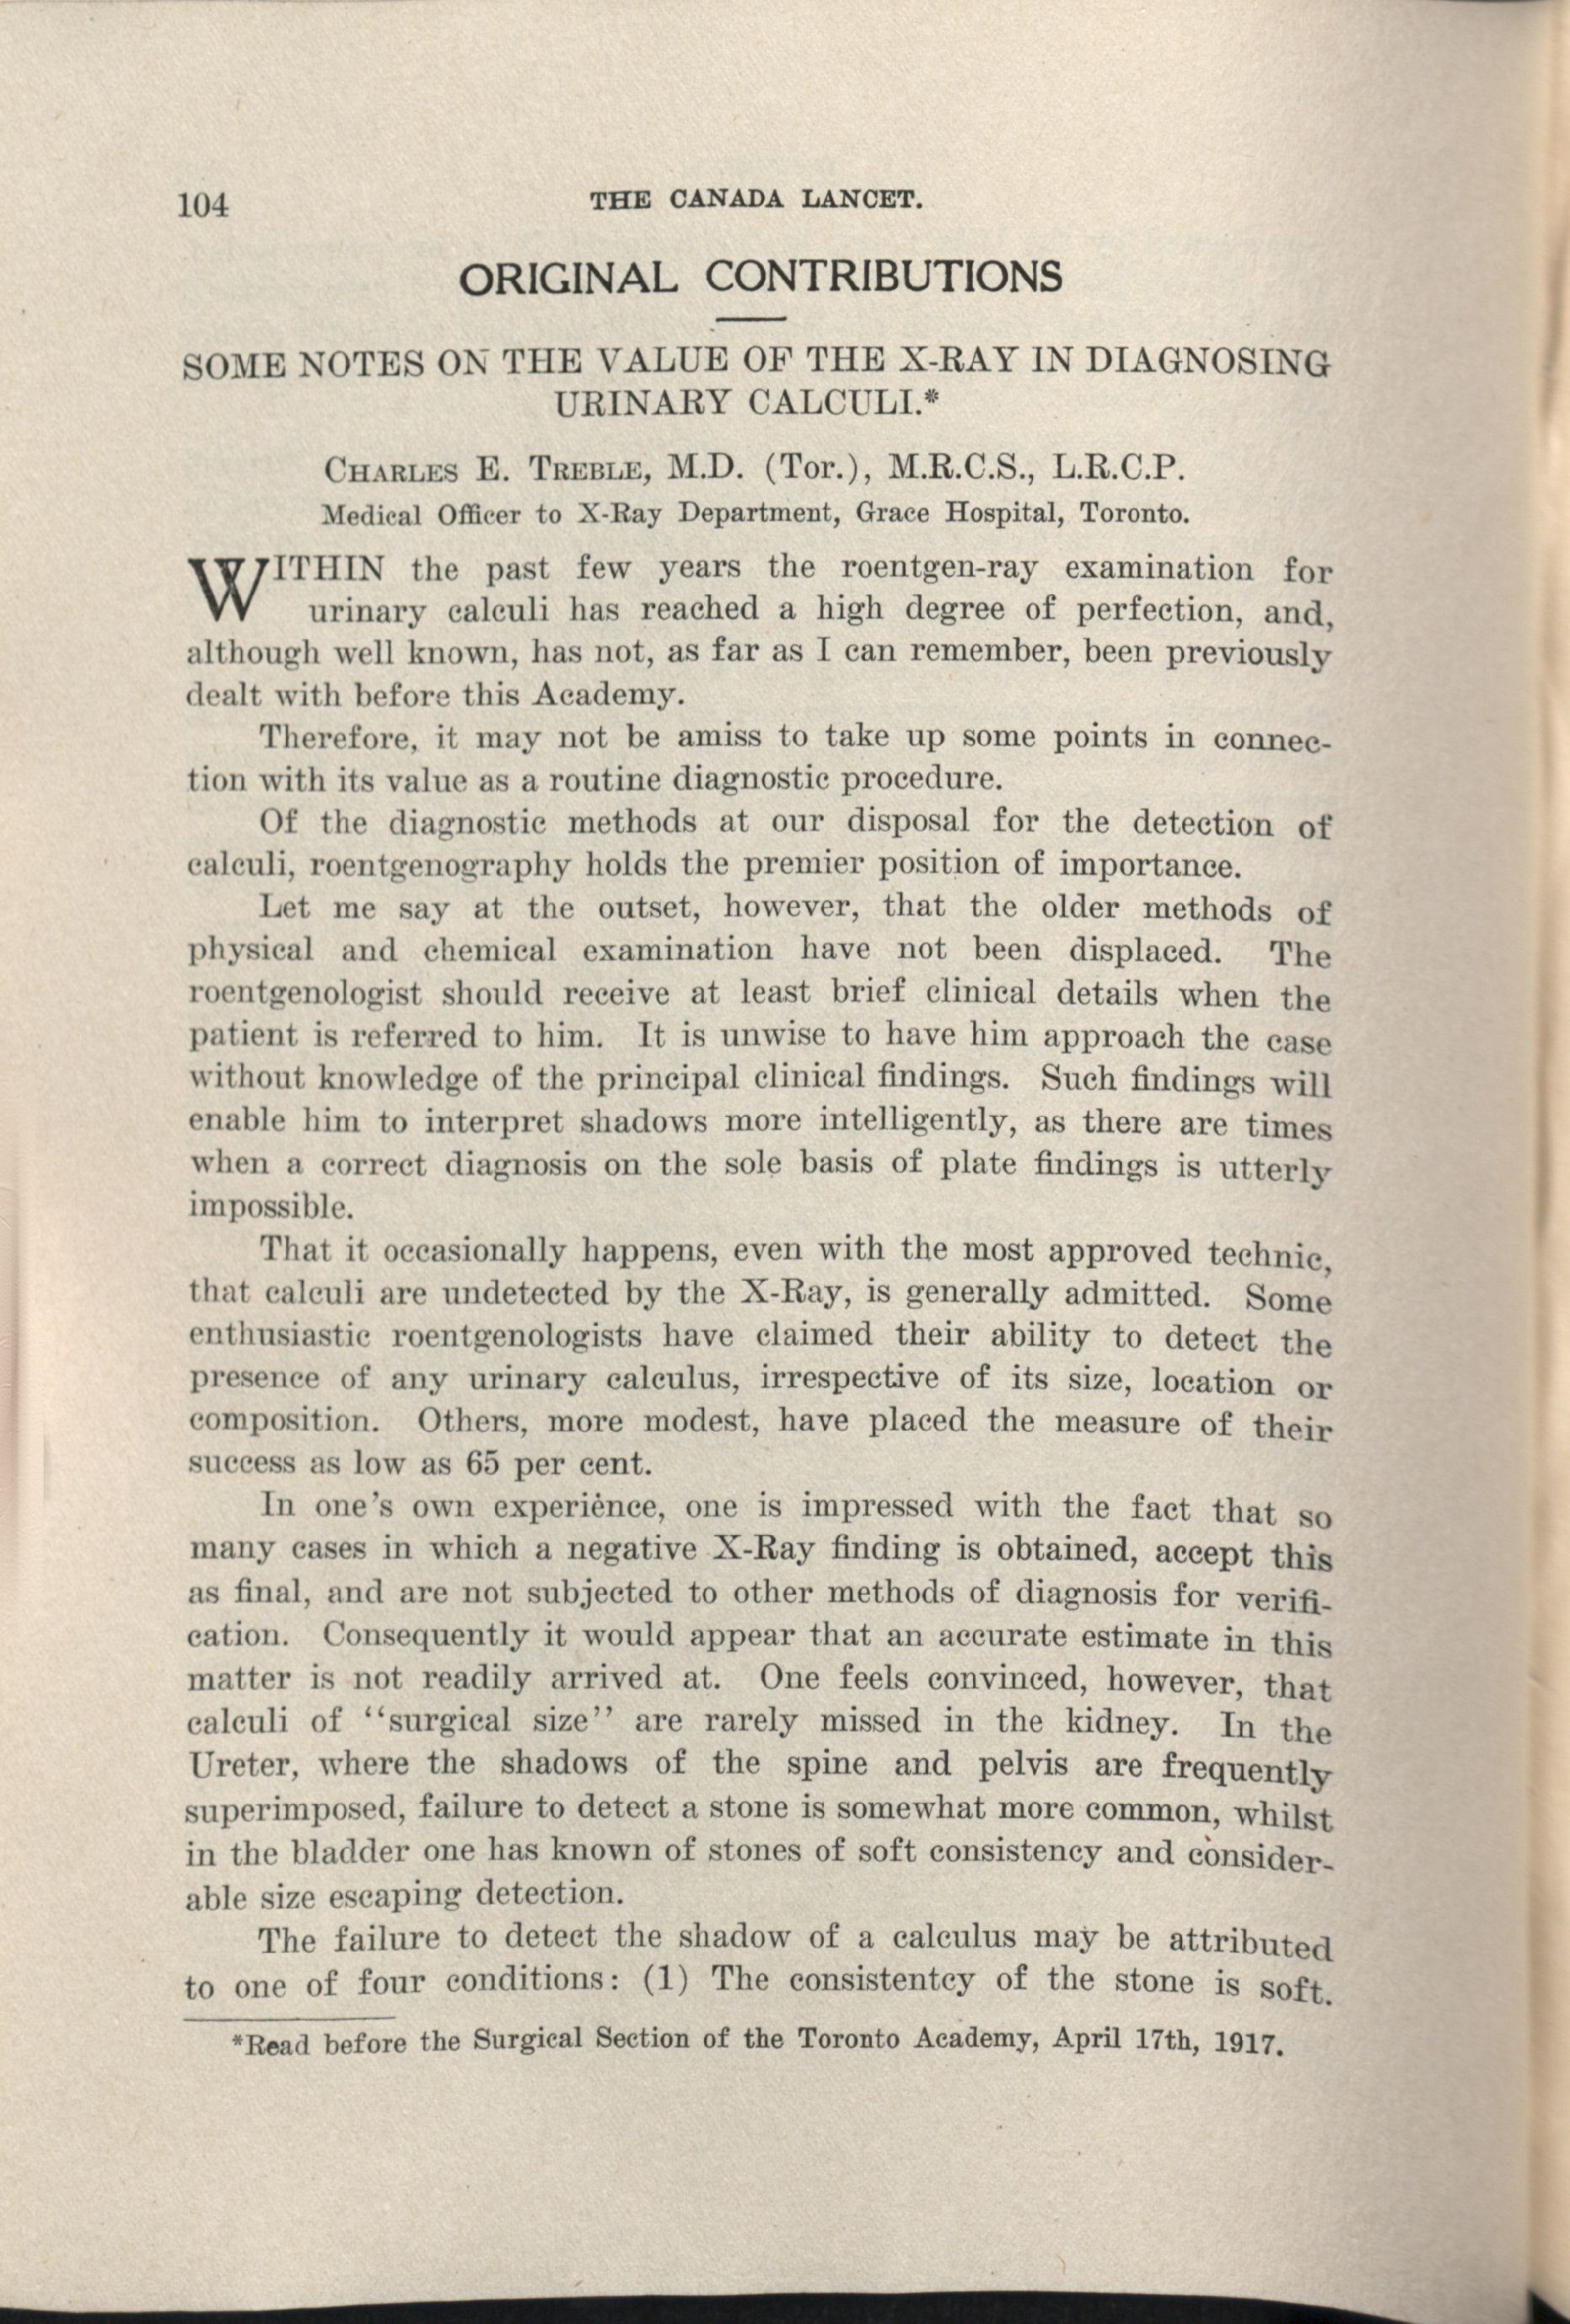 104
THE CANADA LANCET.
ORIGINAL CONTRIBUTIONS
SOME NOTES ON THE VALUE OF THE X-RAY IN DIAGNOSING
URINARY CALCULI.*
CHARLES E. TREBLE, M.D. (Tor.), M.R.C.S., L.R.C.P.
Medical Officer to X-Ray Department, Grace Hospital, Toronto.
WITHIN the past few years the roentgen-ray examination for
urinary calculi has reached a high degree of perfection, and,
although well known, has not, as far as I can remember, been previously
dealt with before this Academy.
Therefore, it may not be amiss to take up some points in connec-
tion with its value as a routine diagnostic procedure.
Of the diagnostic methods at our disposal for the detection of
calculi, roentgenography holds the premier position of importance.
Let me say at the outset, however, that the older methods of
physical and chemical examination have not been displaced. The
roentgenologist should receive at least brief clinical details when the
patient is referred to him. It is unwise to have him approach the case
without knowledge of the principal clinical findings. Such findings will
enable him to interpret shadows more intelligently, as there are times
when a correct diagnosis on the sole basis of plate findings is utterly
impossible.
That it occasionally happens, even with the most approved technic,
that calculi are undetected by the X-Ray, is generally admitted. Some
enthusiastic roentgenologists have claimed their ability to detect the
presence of any urinary calculus, irrespective of its size, location or
composition. Others, more modest, have placed the measure of their
success as low as 65 per cent.
In one's own experience, one is impressed with the fact that so
many cases in which a negative X-Ray finding is obtained, accept this
as final, and are not subjected to other methods of diagnosis for verifi-
cation. Consequently it would appear that an accurate estimate in this
matter is not readily arrived at. One feels convinced, however, that
calculi of "surgical size" are rarely missed in the kidney. In the
Ureter, where the shadows of the spine and pelvis are frequently
superimposed, failure to detect a stone is somewhat more common, whilst
in the bladder one has known of stones of soft consistency and consider-
able size escaping detection.
The failure to detect the shadow of a calculus may be attributed
to one of four conditions: (1) The consistentcy of the stone is soft.
*Read before the Surgical Section of the Toronto Academy, April 17th, 1917.